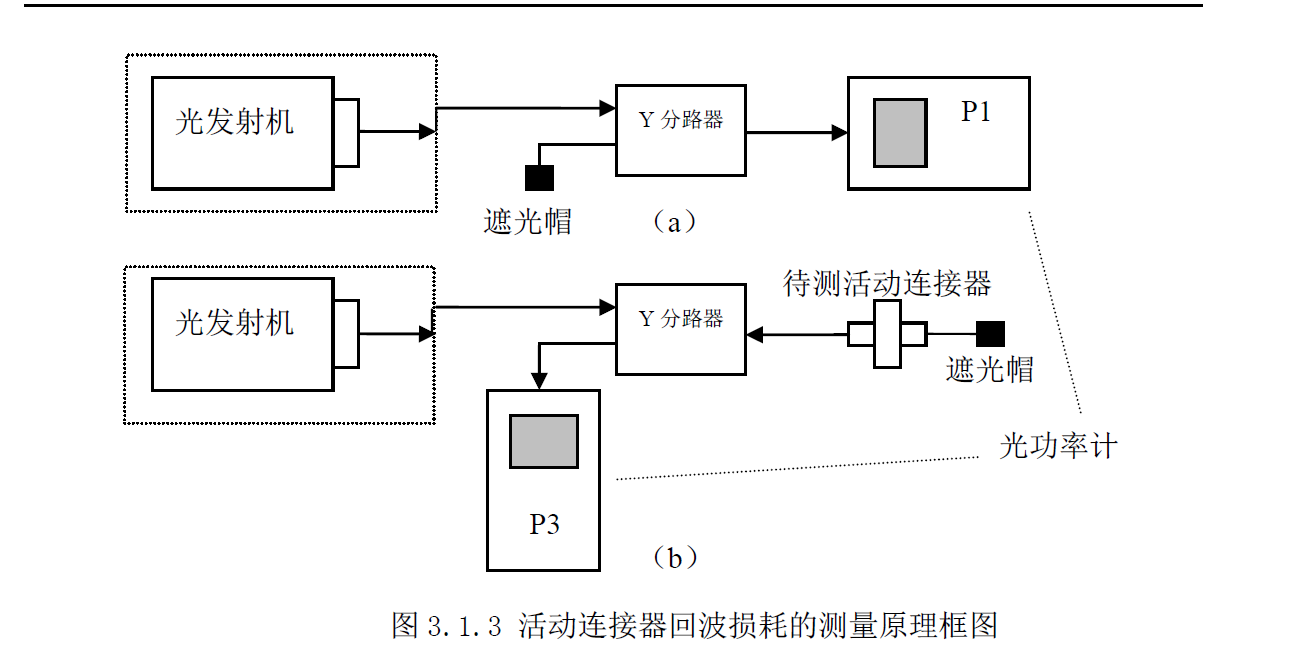 光发射机
Y 分路器
P1
遮光帽
（a）
光发射机
Y 分路器
待测活动连接器
遮光帽
光功率计
P3
（b）
图 3.1.3 活动连接器回波损耗的测量原理框图